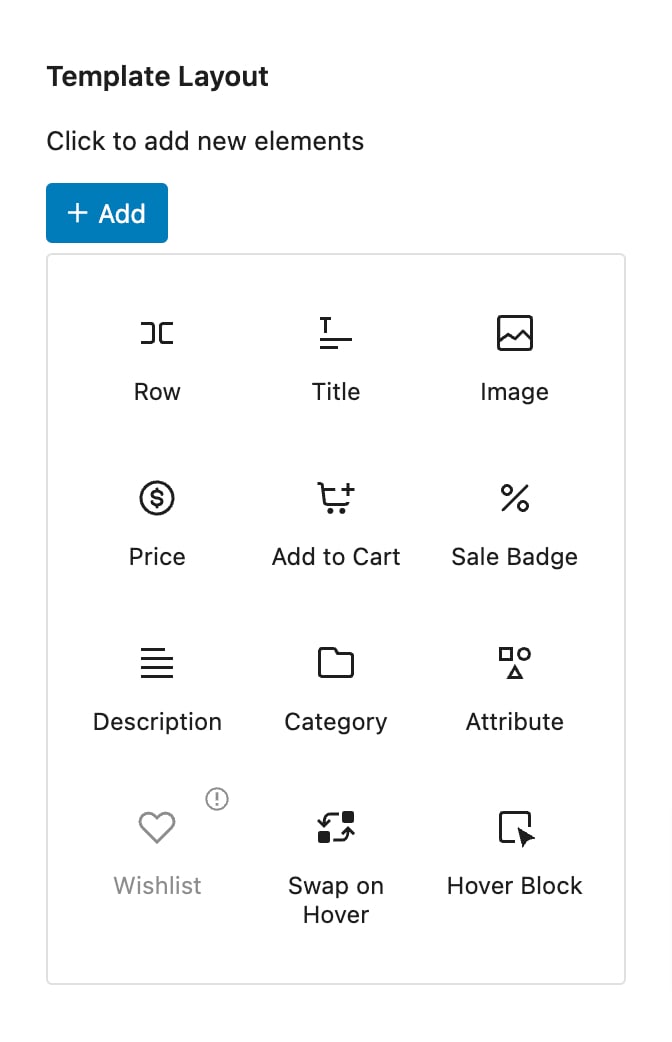 Template Layout
Click to add new elements
+ Add
Row
Title
Image
Price
Add to Cart
Sale Badge
Description
Category
Attribute
Wishlist
Swap on
Hover
Hover Block